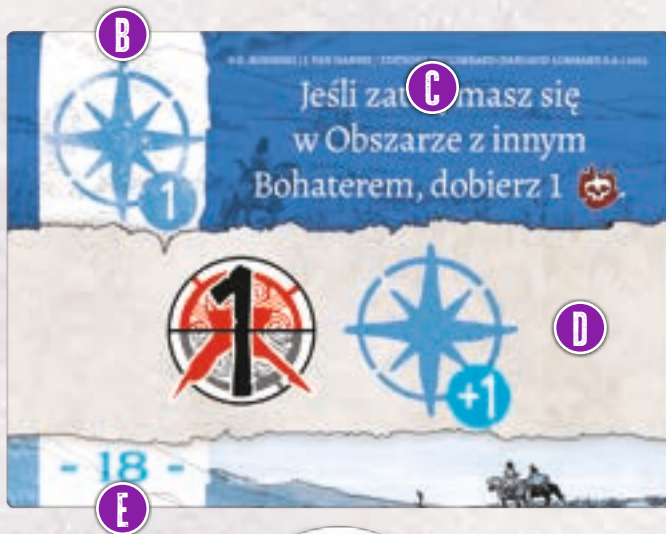 B
C
Jeśli zat masz się
w Obszarze z innym
Bohaterem, dobierz 1 .
1
1
+1
D
- 18 -
E